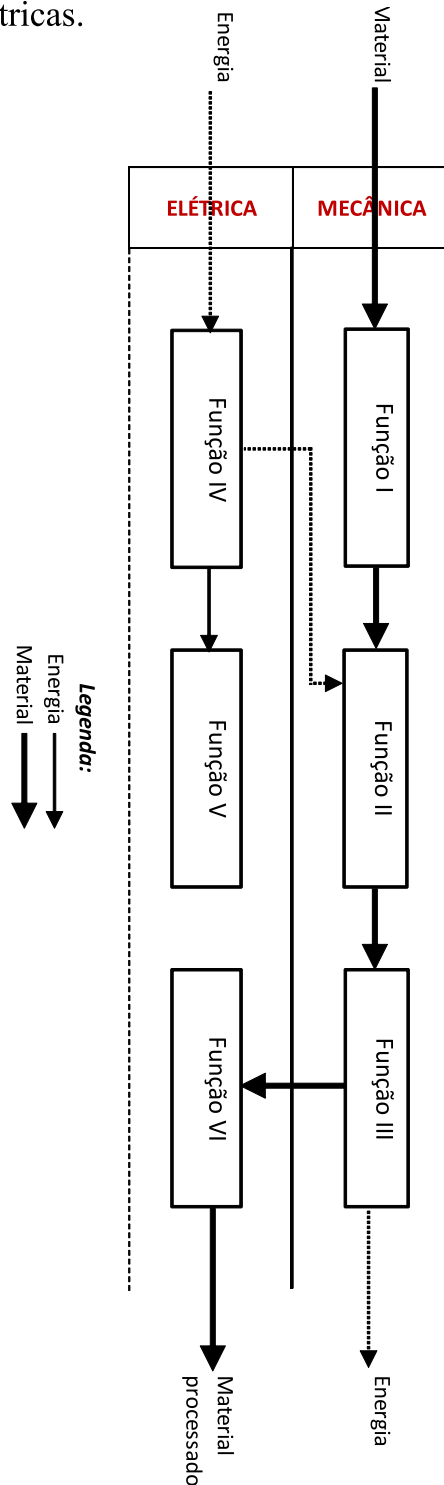 tricas.
Energia
Material
ELÉTRICA
MECÂNICA
Função I
Função IV
Função II
Função V
Função III
Função VI
Legenda:
Energia
Material
Energia
Material
processado